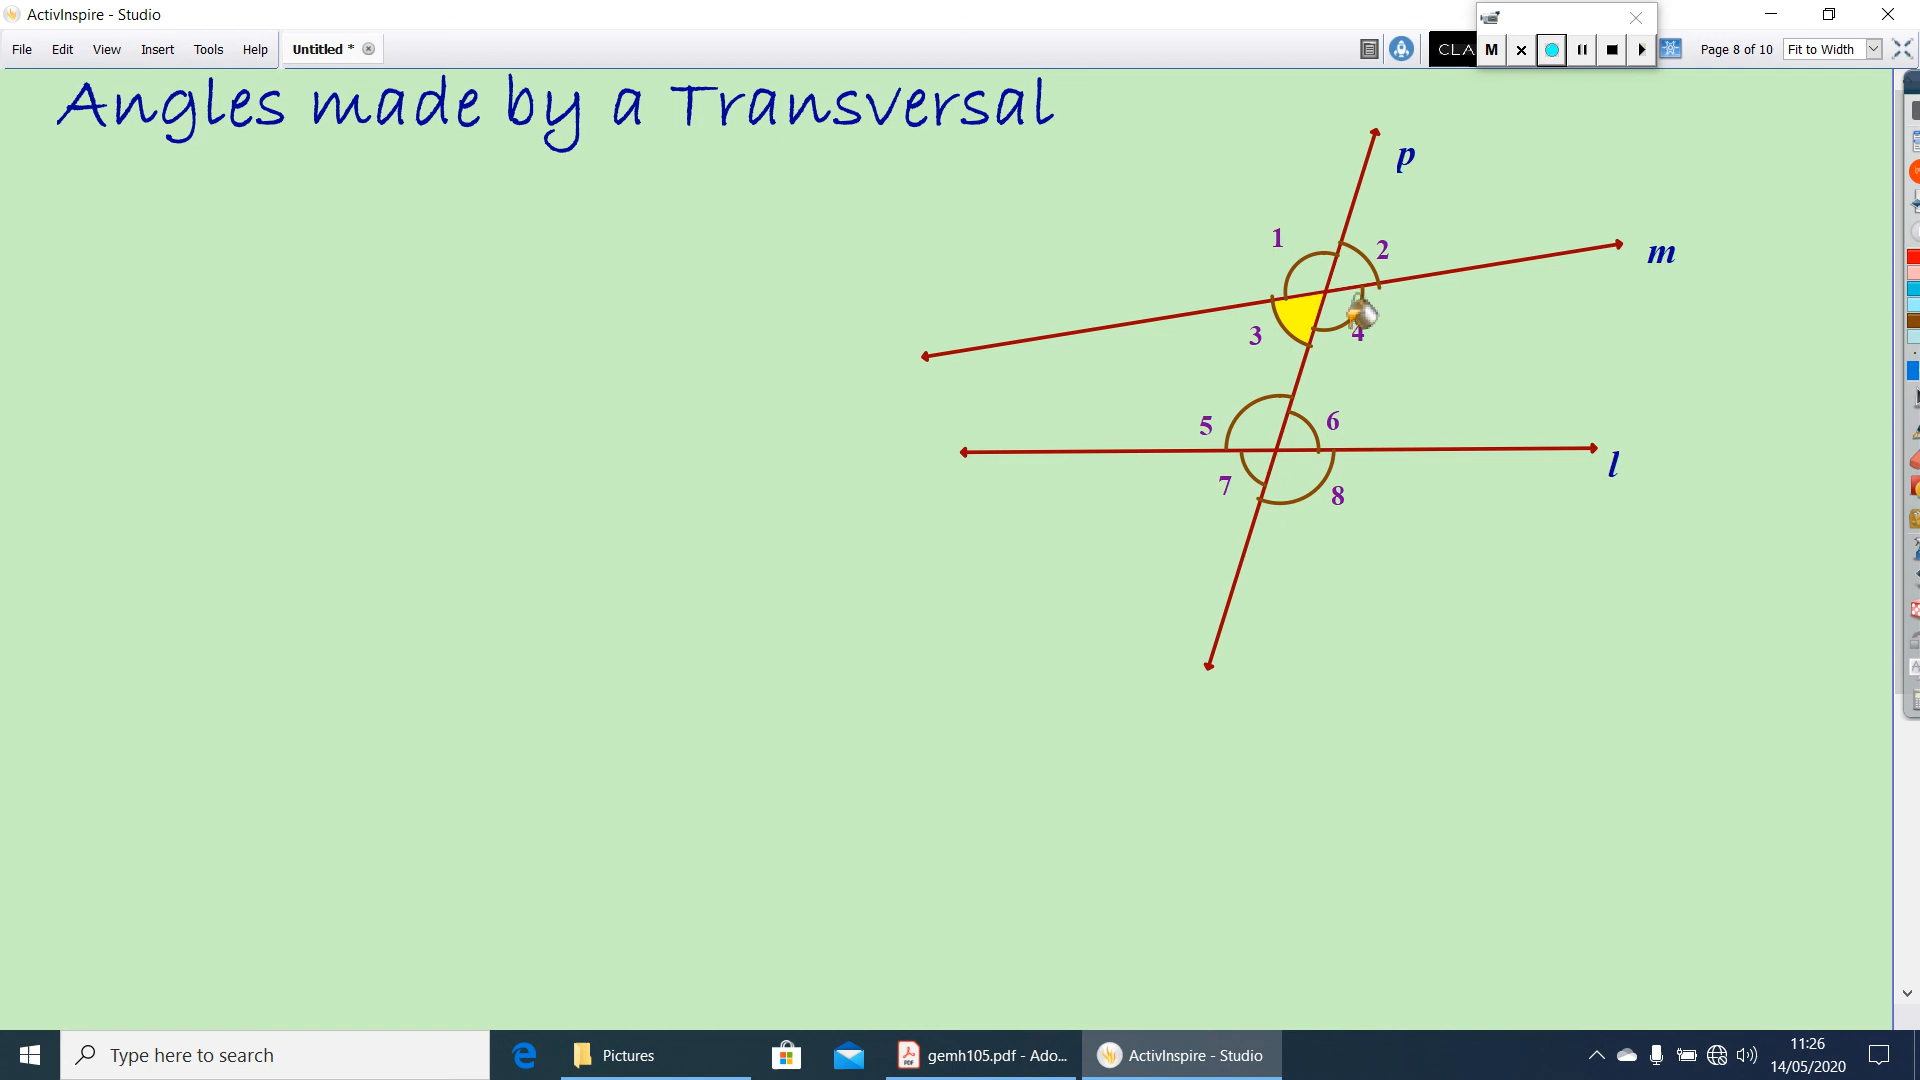 ActivInspire - Studio
File Edit View Insert Tools Help Untitled * CLA M Page 8 of 10 Fit to Width
Angles made by a Transversal
p
1 2
m
3 4
5 6
l
7 8
Type here to search Pictures gemh105.pdf - Ado... ActivInspire - Studio 11:26
14/05/2020